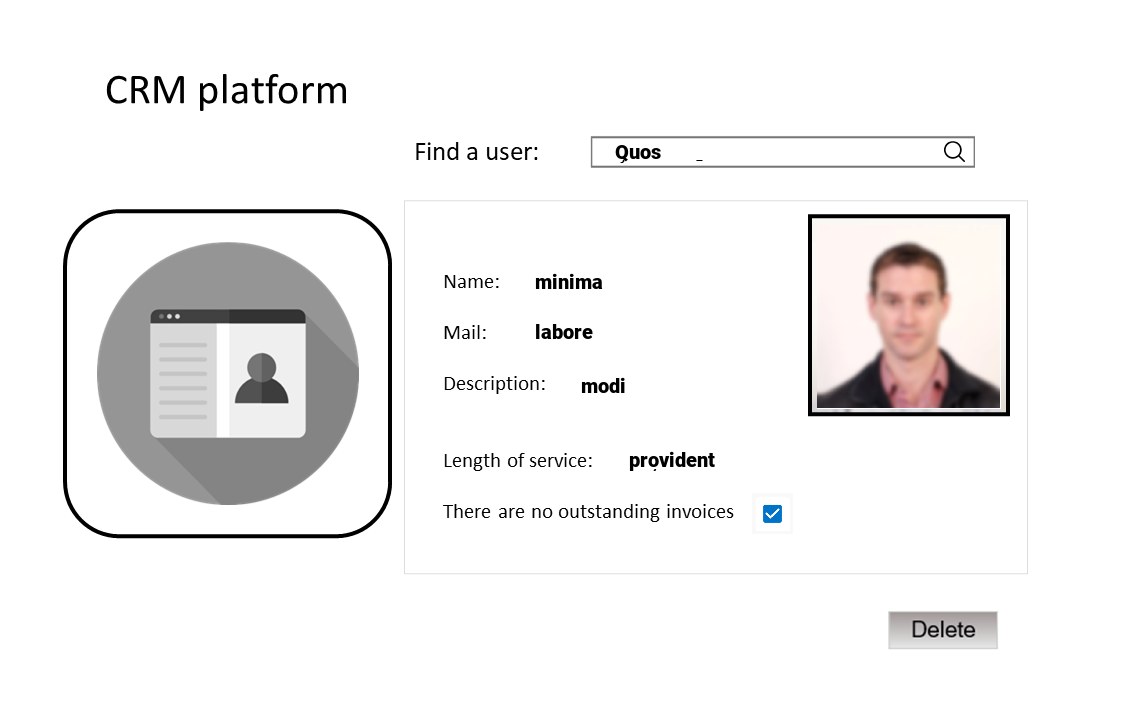 CRM platform
Find a user: Quos _
Name: minima
Mail: labore
Description: modi
Length of service: provident
There are no outstanding invoices
Delete